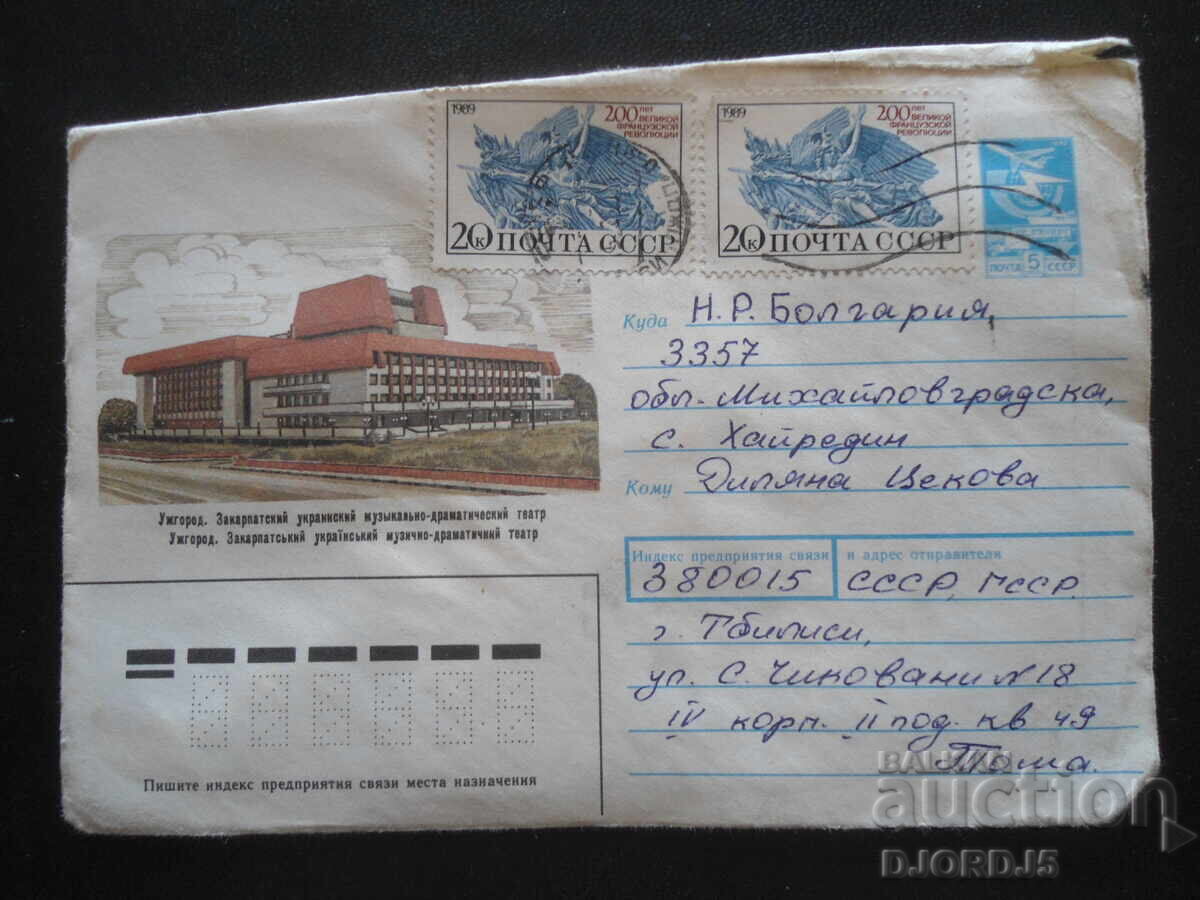 1989
200 ЛЕТ
ВЕЛИКОЙ
ФРАНЦУЗСКОЙ
РЕВОЛЮЦИИ
20к ПОЧТА СССР
1989
200 ЛЕТ
ВЕЛИКОЙ
ФРАНЦУЗСКОЙ
РЕВОЛЮЦИИ
20к ПОЧТА СССР
ПОЧТА 5 СССР
Куда Н.Р. Болгария,
3357
обл. Михайловградска,
с. Хайредин
Кому Диляна Цекова
Ужгород. Закарпатский украинский музыкально-драматический театр
Ужгород. Закарпатський український музично-драматичний театр
Индекс предприятия связи и адрес отправителя
380015 СССР, ГССР.
г. Тбилиси,
ул. С. Чиковани N 18
IV корп. II под. кв 49
Тома.
Пишите индекс предприятия связи места назначения
BALKAN
auction
DJORDJ5